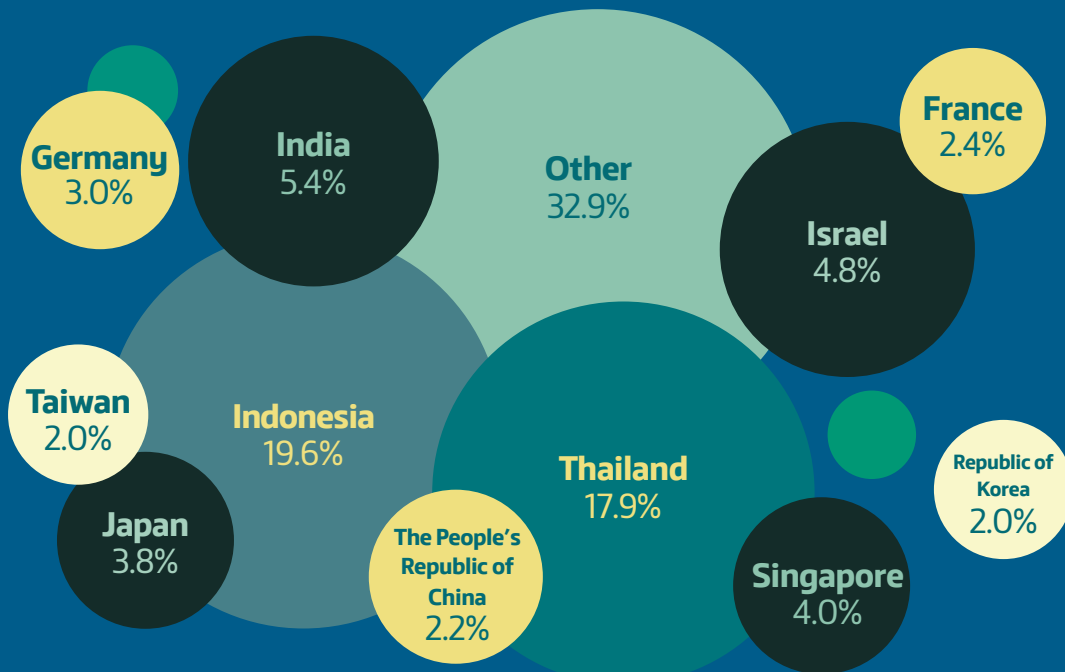 Germany
3.0%
India
5.4%
Other
32.9%
France
2.4%
Israel
4.8%
Taiwan
2.0%
Indonesia
19.6%
Thailand
17.9%
Republic of
Korea
2.0%
Japan
3.8%
The People's
Republic of
China
2.2%
Singapore
4.0%